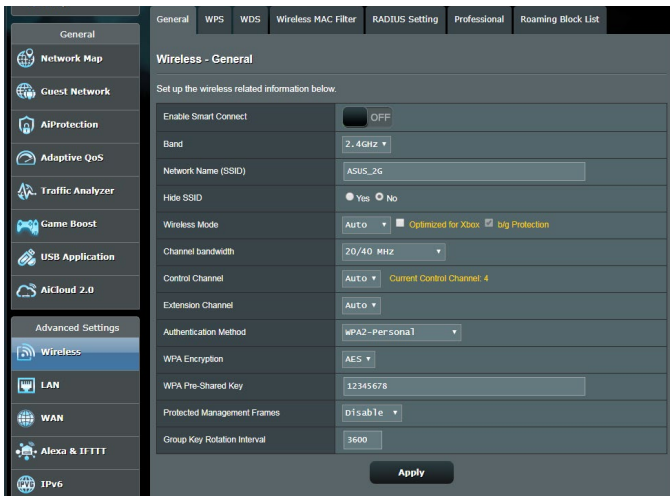 General
Network Map
Guest Network
AiProtection
Adaptive QoS
Traffic Analyzer
Game Boost
USB Application
AiCloud 2.0
Advanced Settings
Wireless
LAN
WAN
Alexa & IFTTT
IPv6
General WPS WDS Wireless MAC Filter RADIUS Setting Professional Roaming Block List
Wireless - General
Set up the wireless related information below.
Enable Smart Connect OFF
Band 2.4GHz
Network Name (SSID) ASUS_2G
Hide SSID Yes No
Wireless Mode Auto Optimized for Xbox b/g Protection
Channel bandwidth 20/40 MHz
Control Channel Auto Current Control Channel: 4
Extension Channel Auto
Authentication Method WPA2-Personal
WPA Encryption AES
WPA Pre-Shared Key 12345678
Protected Management Frames Disable
Group Key Rotation Interval 3600
Apply